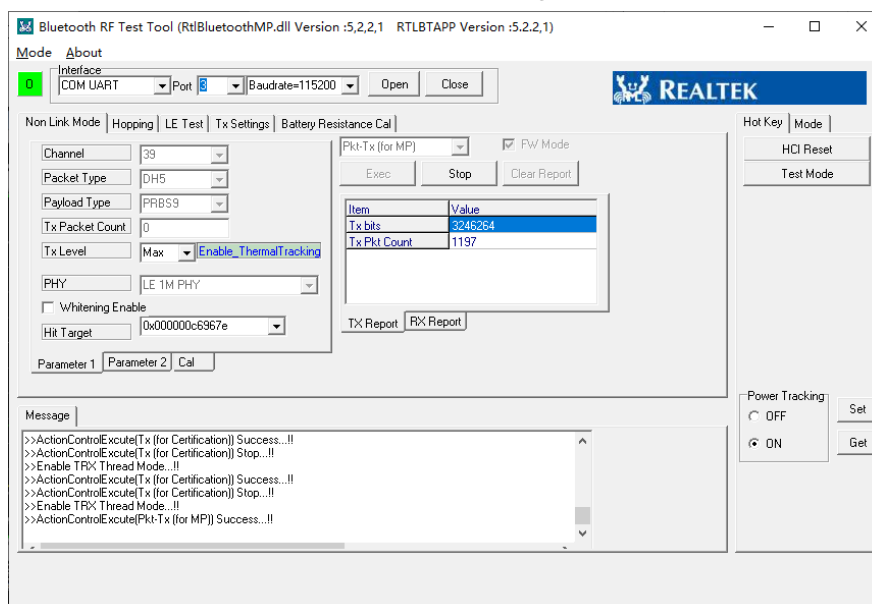 Bluetooth RF Test Tool (RtlBluetoothMP.dll Version :5,2,2,1 RTLBTAPP Version :5.2.2,1)
Mode About
Interface
0 COM UART Port 3 Baudrate=115200 Open Close
REALTEK
Non Link Mode Hopping LE Test Tx Settings Battery Resistance Cal
Hot Key Mode
HCI Reset
Test Mode
Channel 39
Packet Type DH5
Payload Type PRBS9
Tx Packet Count 0
Tx Level Max Enable_ThermalTracking
PHY LE 1M PHY
Whitening Enable
Hit Target 0x000000c6967e
Parameter 1 Parameter 2 Cal
Pkt-Tx (for MP) FW Mode
Exec Stop Clear Report
Item Value
Tx bits 3246264
Tx Pkt Count 1197
TX Report RX Report
Power Tracking
OFF
ON
Set
Get
Message
>>ActionControlExcute(Tx (for Certification)) Success...!!
>>ActionControlExcute(Tx (for Certification)) Stop...!!
>>Enable TRX Thread Mode...!!
>>ActionControlExcute(Tx (for Certification)) Success...!!
>>ActionControlExcute(Tx (for Certification)) Stop...!!
>>Enable TRX Thread Mode...!!
>>ActionControlExcute(Pkt-Tx (for MP)) Success...!!